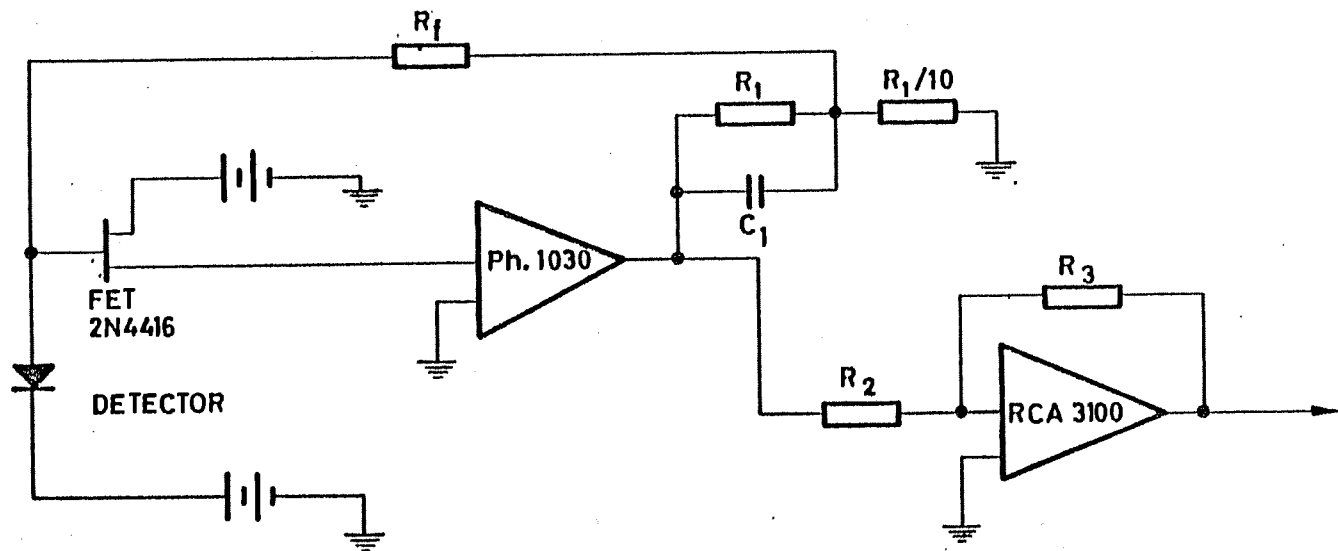 Rf
R1
R1/10
C1
Ph. 1030
FET
2N4416
R3
DETECTOR
R2
RCA 3100